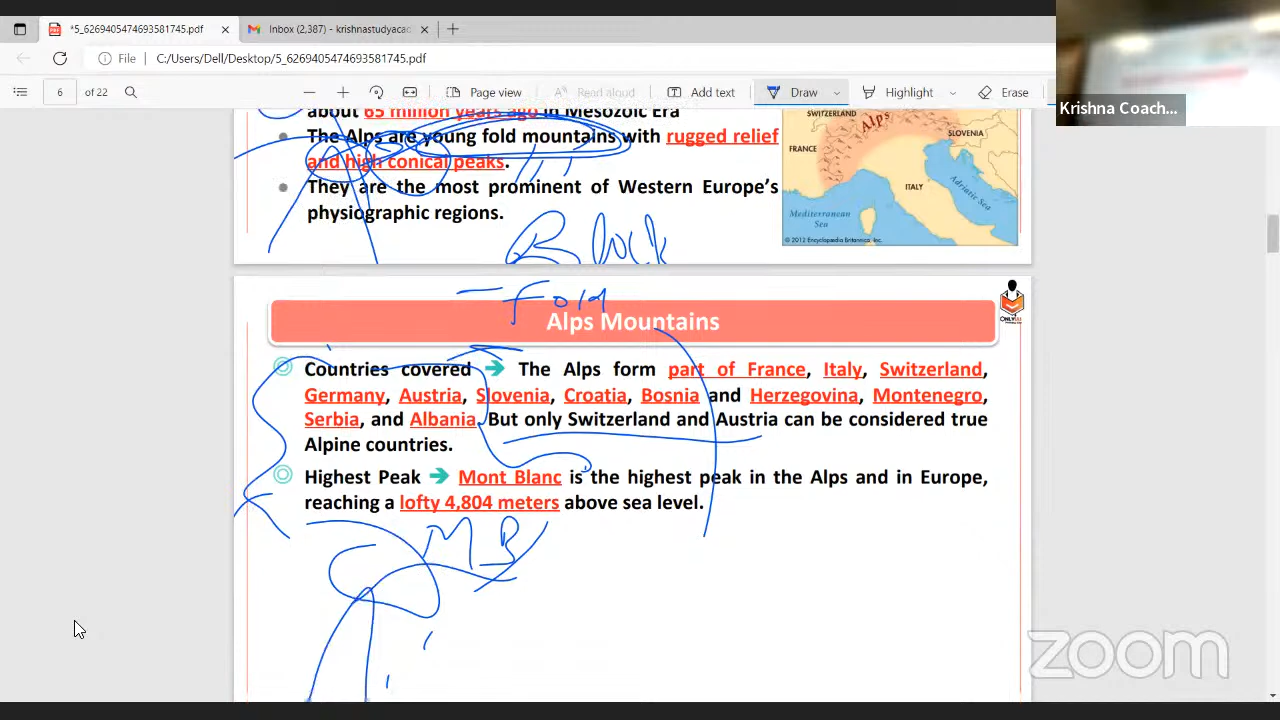 *5_6269405474693581745.pdf
Inbox (2,387) - krishnastudyacac
File
C:/Users/Dell/Desktop/5_6269405474693581745.pdf
6 of 22
Page view
Read aloud
Add text
Draw
Highlight
Erase
Krishna Coach...
about 65 million years ago in Mesozoic Era
The Alps are young fold mountains with rugged relief
and high conical peaks.
They are the most prominent of Western Europe's
physiographic regions.
SWITZERLAND
Alps
SLOVENIA
FRANCE
ITALY
Adriatic Sea
Mediterranean
Sea
© 2012 Encyclopædia Britannica, Inc.
Block
- Fold
Alps Mountains
Countries covered ➔ The Alps form part of France, Italy, Switzerland,
Germany, Austria, Slovenia, Croatia, Bosnia and Herzegovina, Montenegro,
Serbia, and Albania. But only Switzerland and Austria can be considered true
Alpine countries.
Highest Peak ➔ Mont Blanc is the highest peak in the Alps and in Europe,
reaching a lofty 4,804 meters above sea level.
M B
zoom